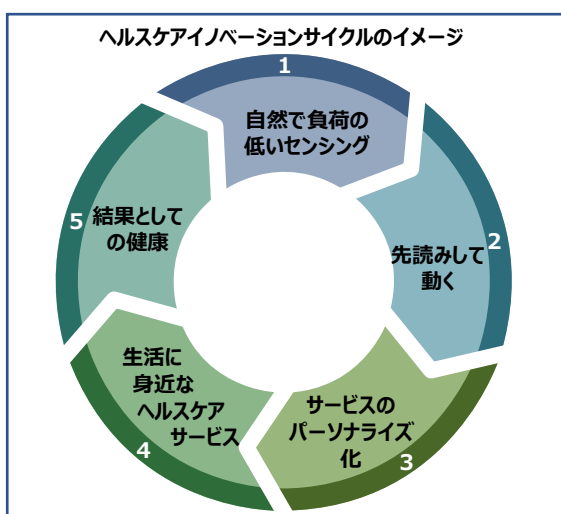 ヘルスケアイノベーションサイクルのイメージ
1
自然で負荷の
低いセンシング
2
先読みして
動く
3
サービスの
パーソナライズ
化
4
生活に
身近な
ヘルスケア
サービス
5
結果として
の健康